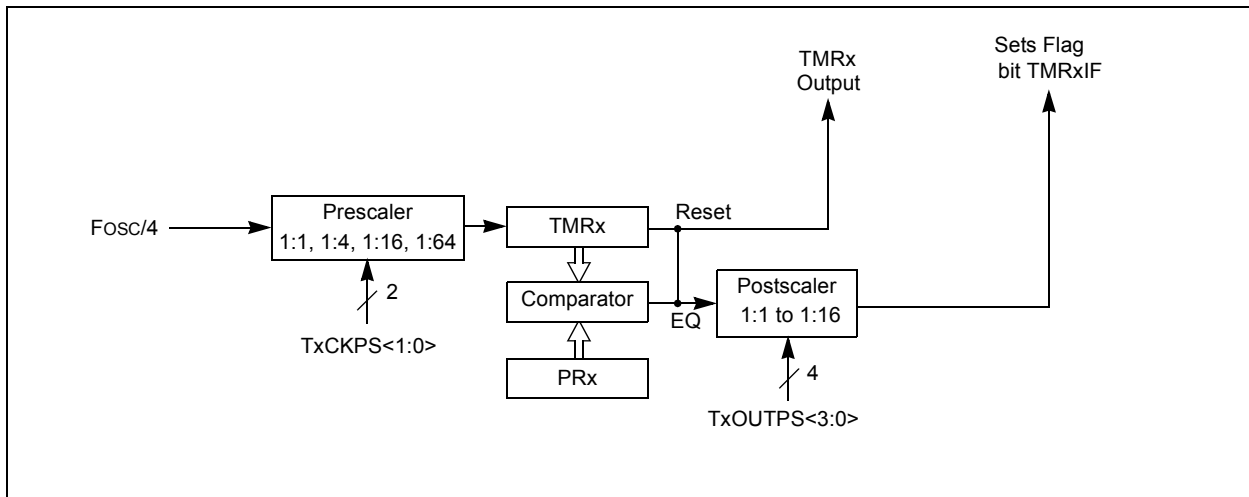 TMRx
Output
Sets Flag
bit TMRxIF
FOSC/4
Prescaler
1:1, 1:4, 1:16, 1:64
2
TxCKPS<1:0>
TMRx
Reset
Comparator
EQ
PRx
Postscaler
1:1 to 1:16
4
TxOUTPS<3:0>